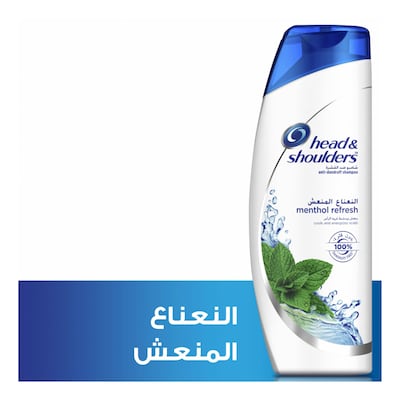 head &
shoulders
شامبو ضد القشرة
anti-dandruff shampoo
النعناع المنعش
menthol refresh
100%
النعناع
المنعش